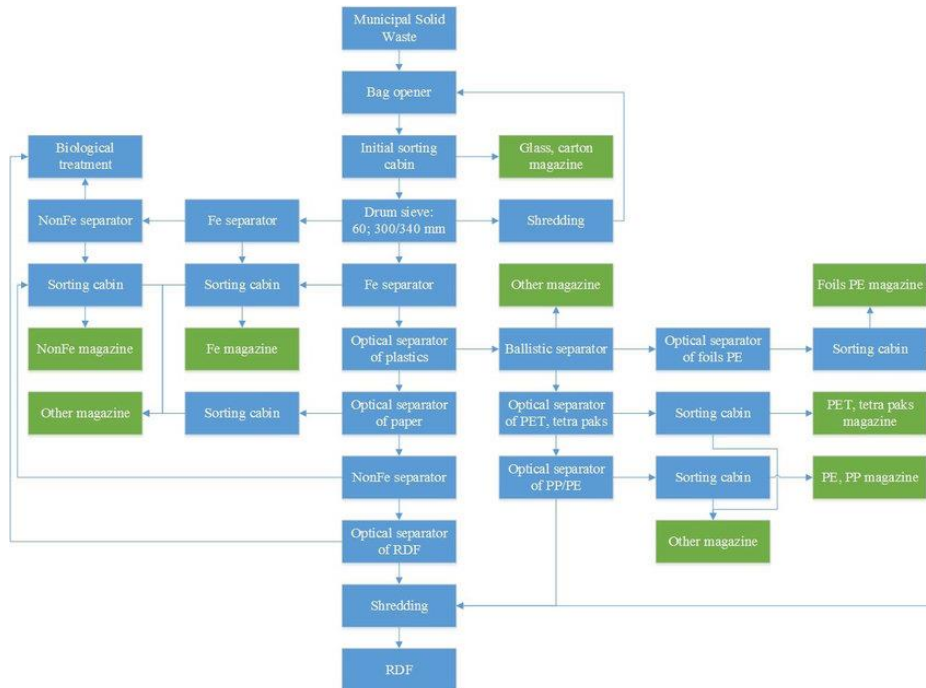 Municipal Solid
Waste
Bag opener
Biological
treatment
Initial sorting
cabin
Glass, carton
magazine
NonFe separator
Fe separator
Drum sieve:
60; 300/340 mm
Shredding
Sorting cabin
Sorting cabin
Fe separator
Other magazine
Foils PE magazine
NonFe magazine
Fe magazine
Optical separator
of plastics
Ballistic separator
Optical separator
of foils PE
Sorting cabin
Other magazine
Sorting cabin
Optical separator
of paper
Optical separator
of PET, tetra paks
Sorting cabin
PET, tetra paks
magazine
NonFe separator
Optical separator
of PP/PE
Sorting cabin
PE, PP magazine
Optical separator
of RDF
Other magazine
Shredding
RDF